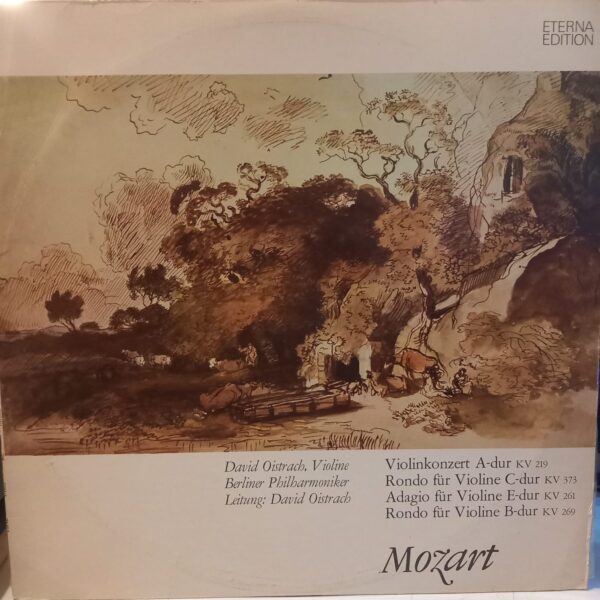 ETERNA
EDITION
David Oistrach, Violine
Berliner Philharmoniker
Leitung: David Oistrach
Violinkonzert A-dur KV 219
Rondo für Violine C-dur KV 373
Adagio für Violine E-dur KV 261
Rondo für Violine B-dur KV 269
Mozart